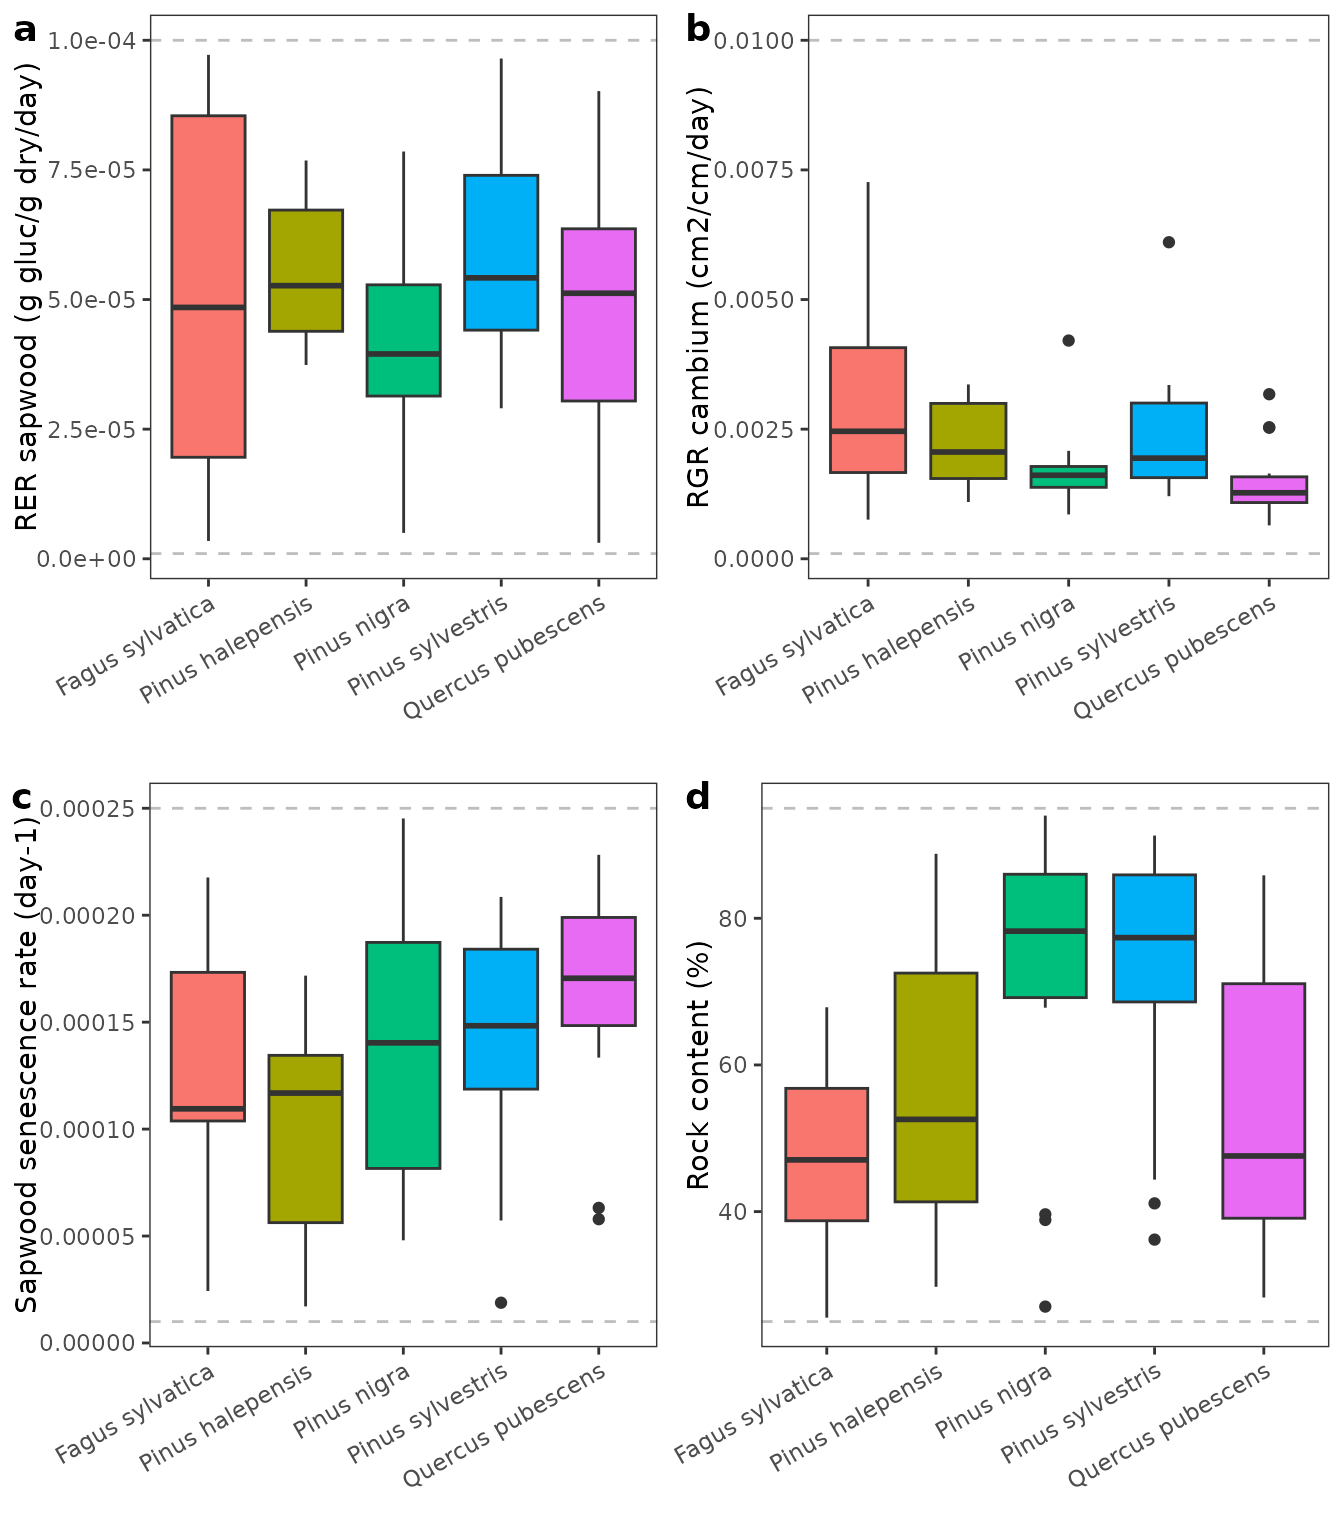 a
RER sapwood (g gluc/g dry/day)
1.0e-04
7.5e-05
5.0e-05
2.5e-05
0.0e+00
Fagus sylvatica
Pinus halepensis
Pinus nigra
Pinus sylvestris
Quercus pubescens
b
RGR cambium (cm2/cm/day)
0.0100
0.0075
0.0050
0.0025
0.0000
Fagus sylvatica
Pinus halepensis
Pinus nigra
Pinus sylvestris
Quercus pubescens
c
Sapwood senescence rate (day-1)
0.00025
0.00020
0.00015
0.00010
0.00005
0.00000
Fagus sylvatica
Pinus halepensis
Pinus nigra
Pinus sylvestris
Quercus pubescens
d
Rock content (%)
80
60
40
Fagus sylvatica
Pinus halepensis
Pinus nigra
Pinus sylvestris
Quercus pubescens